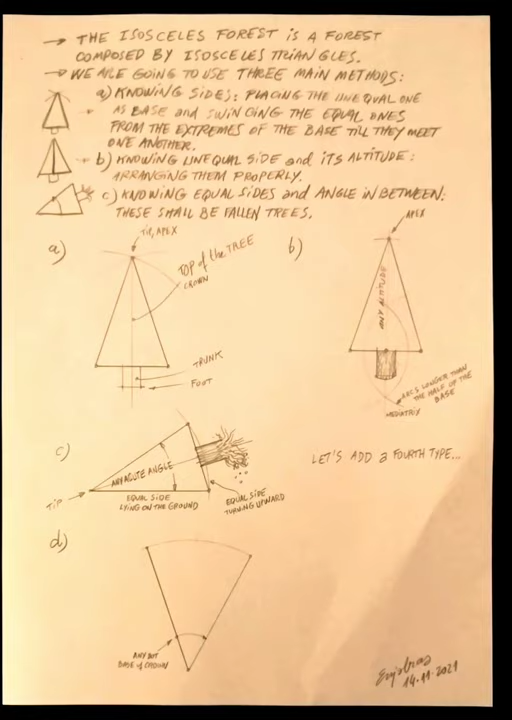 → THE ISOSCELES FOREST is A FOREST
COMPOSED BY ISOSCELES TRIANGLES.
→ WE ARE GOING TO USE THREE MAIN METHODS:
a) KNOWING SIDES: PLACING THE UNEQUAL ONE
AS BASE and SWINGING THE EQUAL ONES
FROM THE EXTREMES OF THE BASE TILL THEY MEET
ONE ANOTHER.
b) KNOWING UNEQUAL SIDE and its ALTITUDE:
ARRANGING THEM PROPERLY.
c) KNOWING EQUAL SIDES and ANGLE IN BETWEEN:
THESE SHALL BE FALLEN TREES.
a)
TIP, APEX
TOP of the TREE
CROWN
TRUNK
FOOT
b)
APEX
ANY ALTITUDE
ARCS LONGER THAN
THE HALF OF THE
BASE
MEDIATRIX
c)
ANY ACUTE ANGLE
TIP
EQUAL SIDE
LYING ON THE GROUND
EQUAL SIDE
TURNING UPWARD
LET'S ADD a FOURTH TYPE...
d)
ANY BUT
BASE of CROWN
14.11.2021